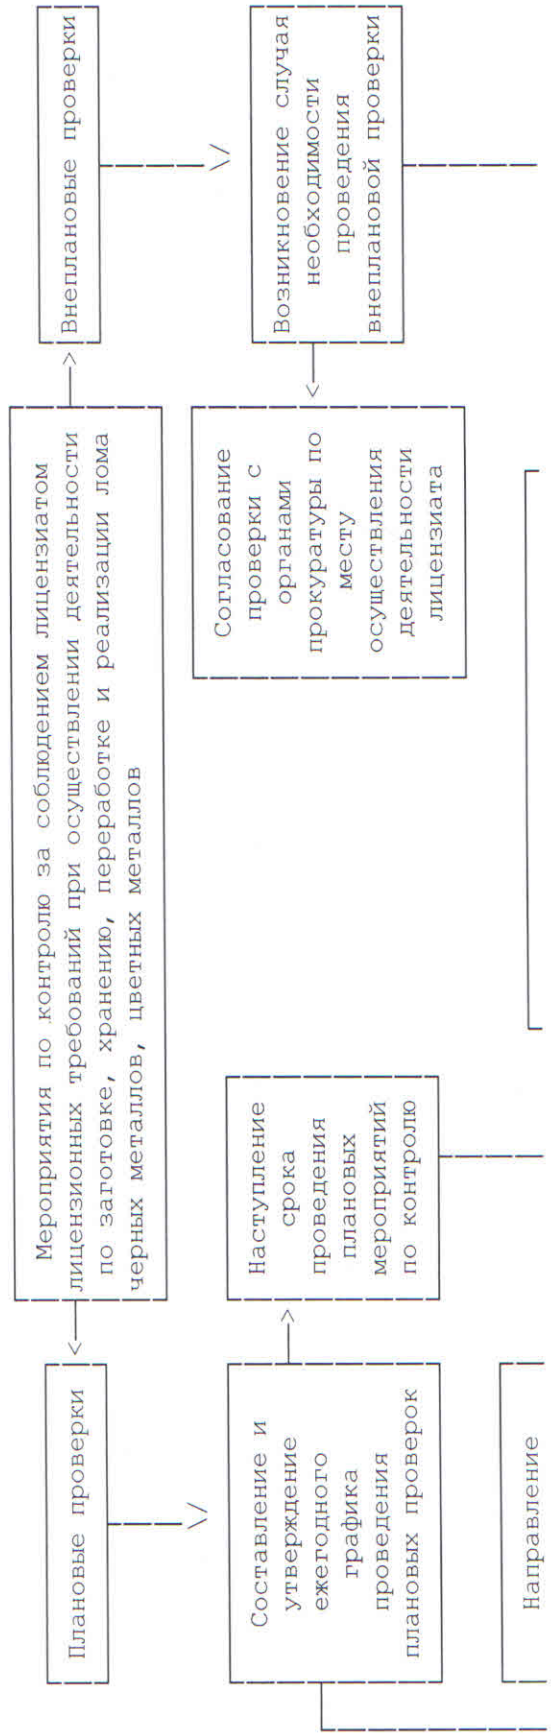 Плановые проверки
Мероприятия по контролю за соблюдением лицензиатом
лицензионных требований при осуществлении деятельности
по заготовке, хранению, переработке и реализации лома
черных металлов, цветных металлов
Внеплановые проверки
Составление и
утверждение
ежегодного
графика
проведения
плановых проверок
Наступление
срока
проведения
плановых
мероприятий
по контролю
Согласование
проверки с
органами
прокуратуры по
месту
осуществления
деятельности
лицензиата
Возникновение случая
необходимости
проведения
внеплановой проверки
Направление